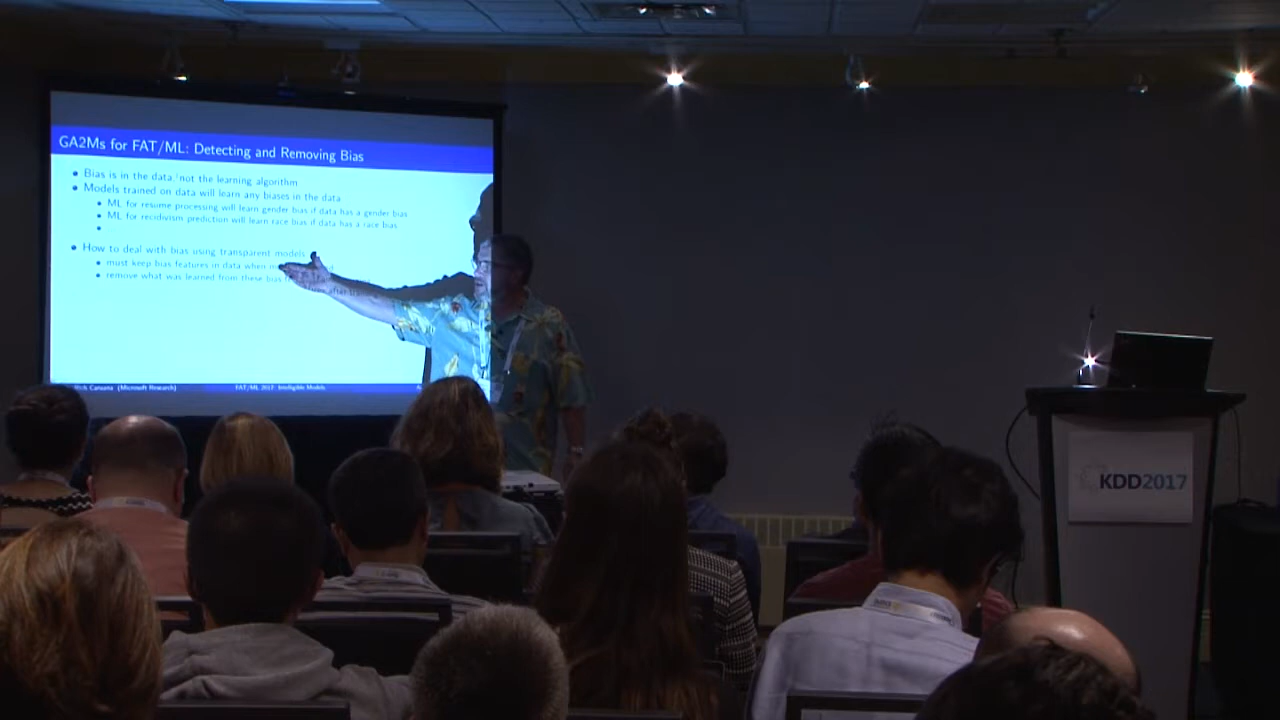 GA2Ms for FAT/ML: Detecting and Removing Bias
Bias is in the data, not the learning algorithm
Models trained on data will learn any biases in the data
ML for resume processing will learn gender bias if data has a gender bias
ML for recidivism prediction will learn race bias if data has a race bias
How to deal with bias using transparent models
must keep bias features in data when
remove what was learned from these bias after
Rich Caruana (Microsoft Research) FAT/ML 2017: Intelligible Models
KDD2017